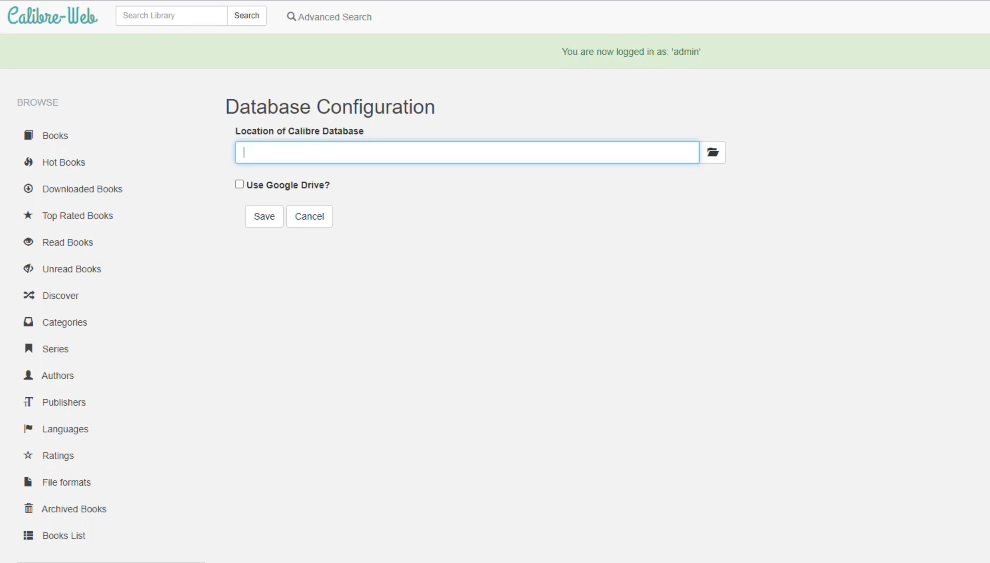 Calibre-Web Search Library Search Advanced Search
You are now logged in as: 'admin'
BROWSE
Books
Hot Books
Downloaded Books
Top Rated Books
Read Books
Unread Books
Discover
Categories
Series
Authors
Publishers
Languages
Ratings
File formats
Archived Books
Books List
Database Configuration
Location of Calibre Database
Use Google Drive?
Save Cancel